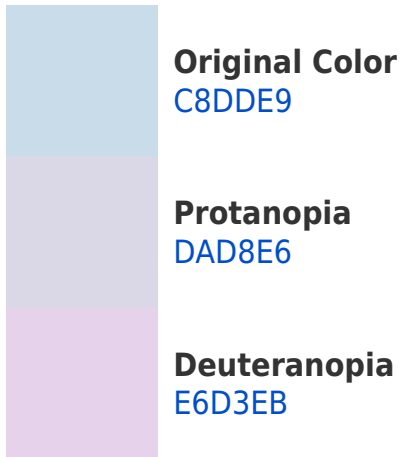 Original Color
C8DDE9
Protanopia
DAD8E6
Deuteranopia
E6D3EB